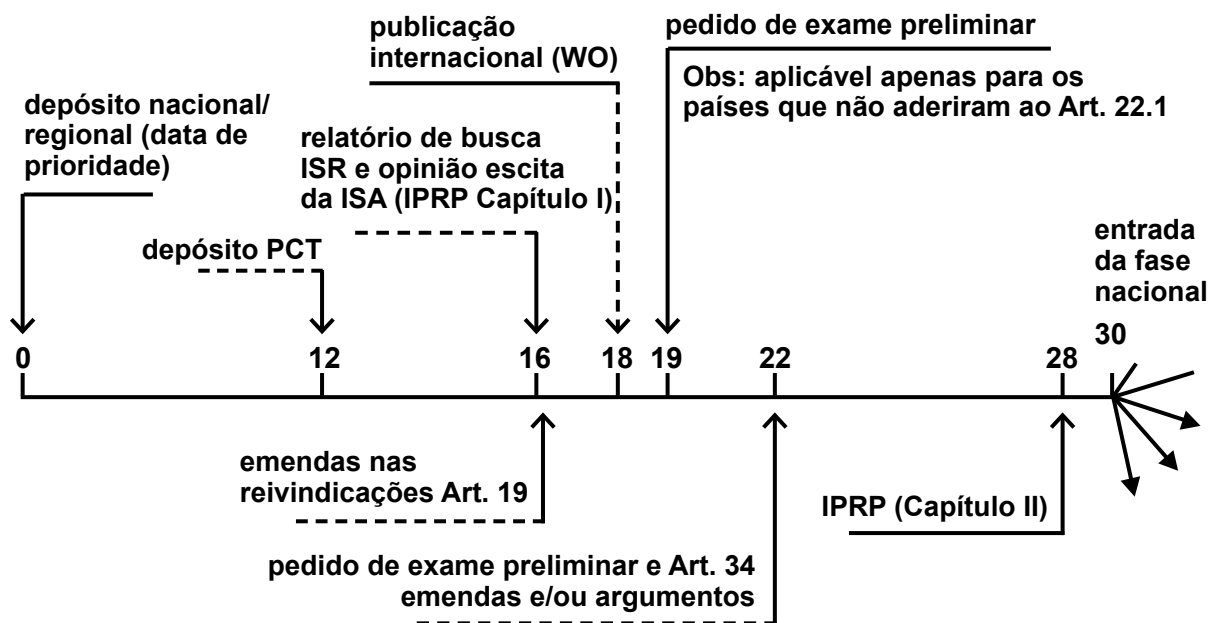 publicação
internacional (WO)
pedido de exame preliminar
Obs: aplicável apenas para os
países que não aderiram ao Art. 22.1
depósito nacional/
regional (data de
prioridade)
relatório de busca
ISR e opinião escita
da ISA (IPRP Capítulo I)
depósito PCT
entrada
da fase
nacional
0
12
16
18
19
22
28
30
emendas nas
reivindicações Art. 19
IPRP (Capítulo II)
pedido de exame preliminar e Art. 34
emendas e/ou argumentos